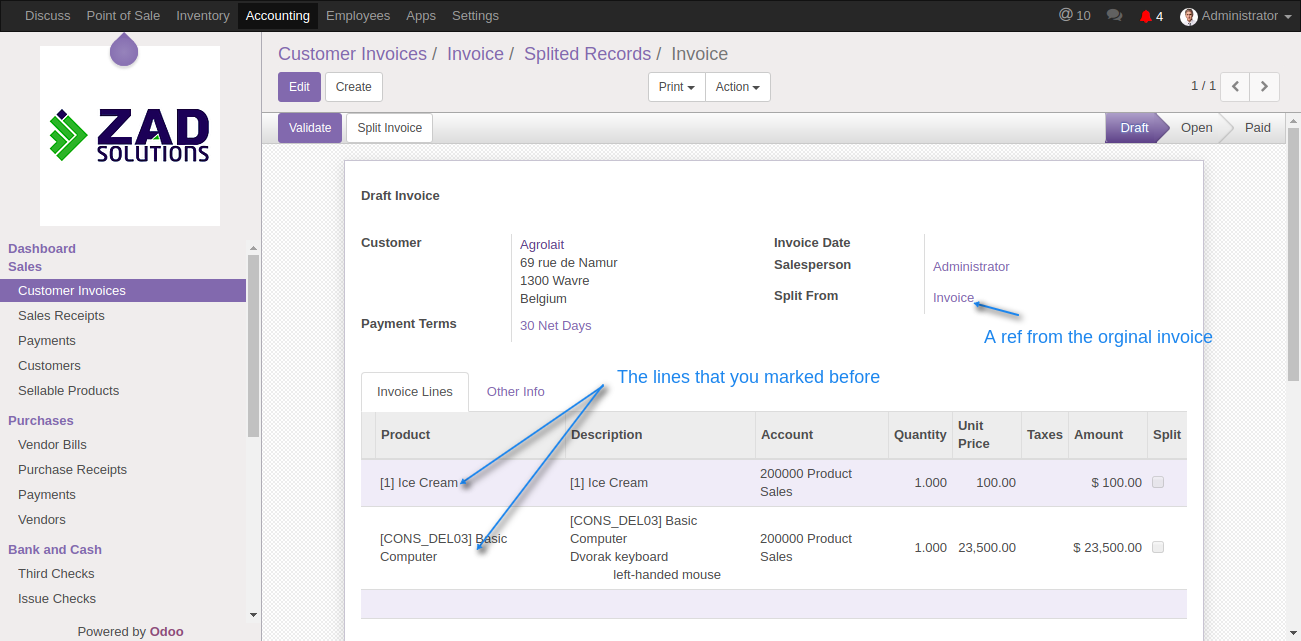 Discuss Point of Sale Inventory Accounting Employees Apps Settings @ 10 4 Administrator
ZAD
SOLUTIONS
Dashboard
Sales
Customer Invoices
Sales Receipts
Payments
Customers
Sellable Products
Purchases
Vendor Bills
Purchase Receipts
Payments
Vendors
Bank and Cash
Third Checks
Issue Checks
Powered by Odoo
Customer Invoices / Invoice / Splited Records / Invoice
Edit Create Print Action 1 / 1
Validate Split Invoice Draft Open Paid
Draft Invoice
Customer Agrolait
69 rue de Namur
1300 Wavre
Belgium
Payment Terms 30 Net Days
Invoice Date
Salesperson Administrator
Split From Invoice
A ref from the orginal invoice
The lines that you marked before
Invoice Lines Other Info
Product Description Account Quantity Unit Price Taxes Amount Split
[1] Ice Cream [1] Ice Cream 200000 Product Sales 1.000 100.00 $ 100.00
[CONS_DEL03] Basic
Computer
[CONS_DEL03] Basic
Computer
Dvorak keyboard
left-handed mouse
200000 Product
Sales
1.000 23,500.00 $ 23,500.00